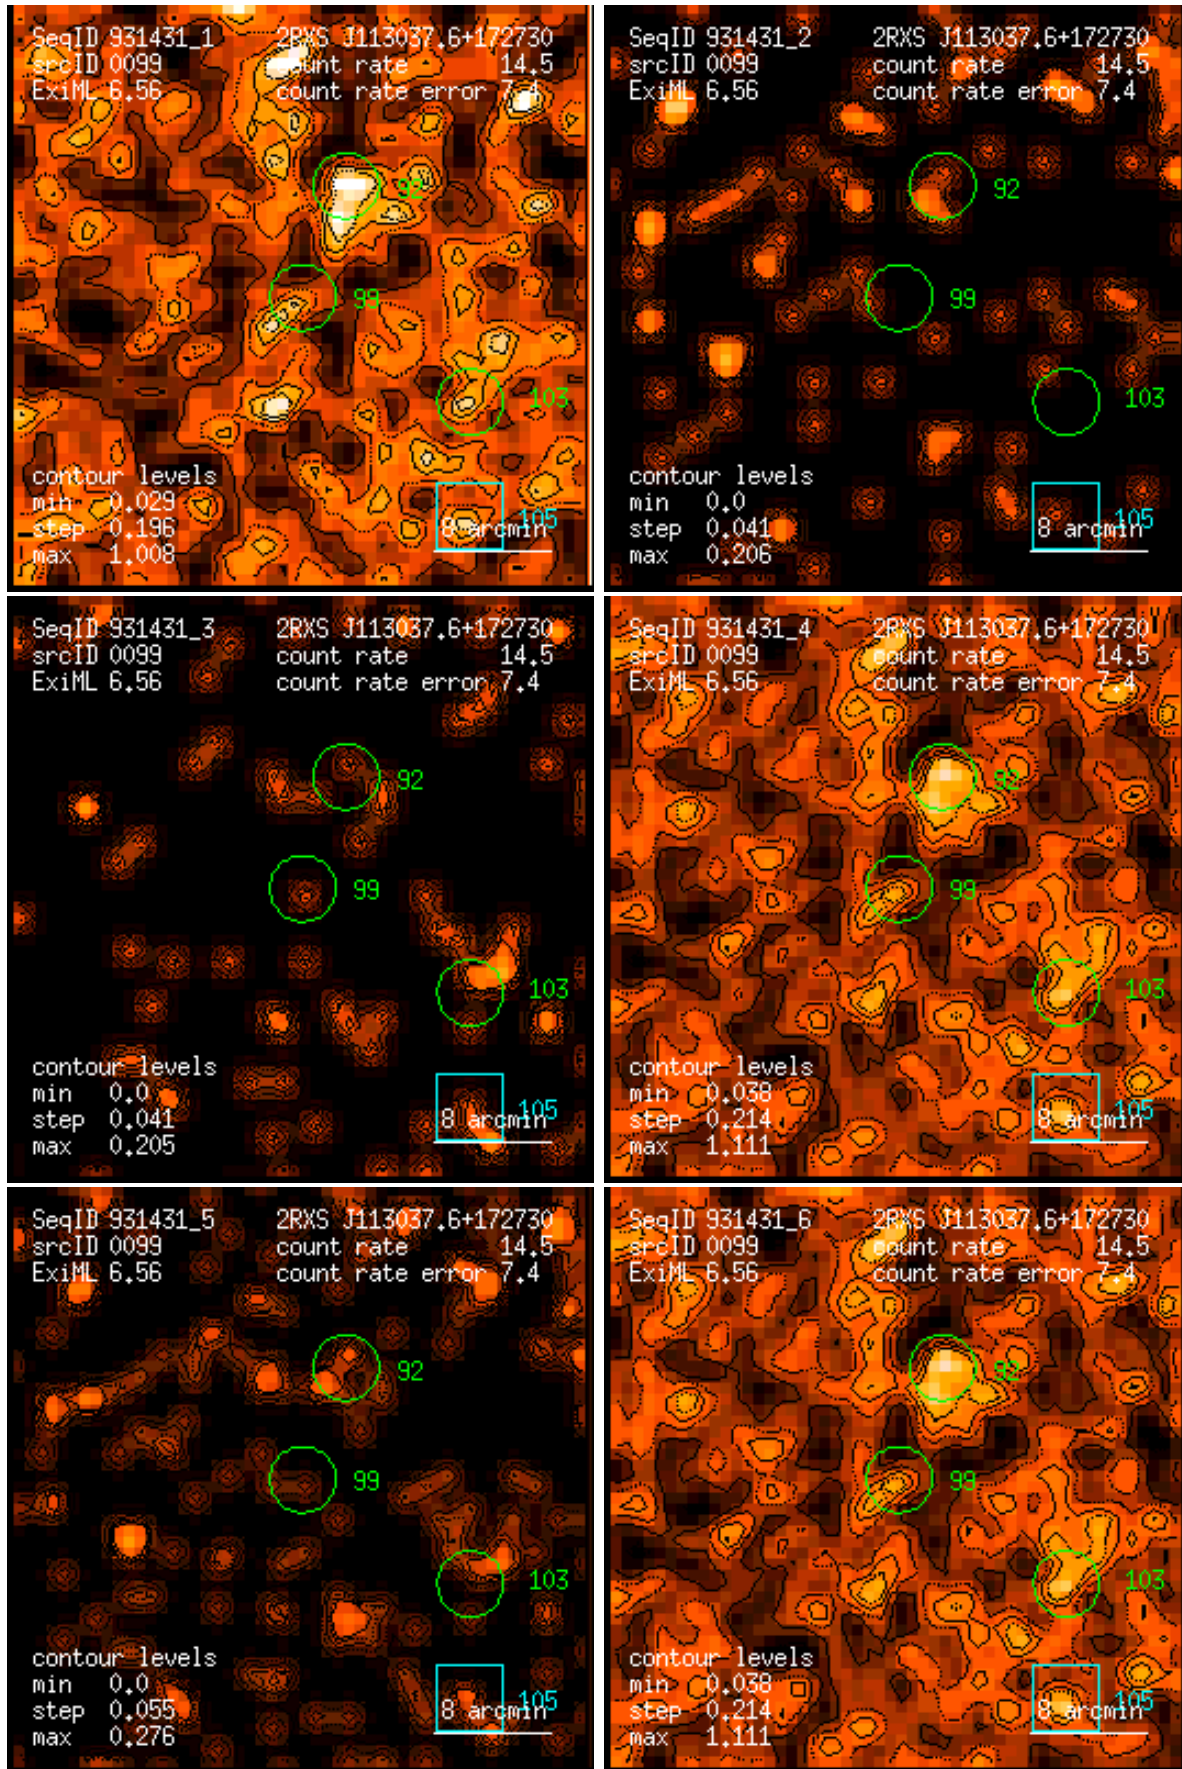 SeqID 931431_1 2RXS J113037.6+172730
srcID 0099 count rate 14.5
ExiML 6.56 count rate error 7.4
92
99
103
contour levels
min 0.029
step 0.196 105
max 1.008 8 arcmin
SeqID 931431_2 2RXS J113037.6+172730
srcID 0099 count rate 14.5
ExiML 6.56 count rate error 7.4
92
99
103
contour levels
min 0.0
step 0.041 105
max 0.206 8 arcmin
SeqID 931431_3 2RXS J113037.6+172730
srcID 0099 count rate 14.5
ExiML 6.56 count rate error 7.4
92
99
103
contour levels
min 0.0
step 0.041 105
max 0.205 8 arcmin
SeqID 931431_4 2RXS J113037.6+172730
srcID 0099 count rate 14.5
ExiML 6.56 count rate error 7.4
92
99
103
contour levels
min 0.038
step 0.214 105
max 1.111 8 arcmin
SeqID 931431_5 2RXS J113037.6+172730
srcID 0099 count rate 14.5
ExiML 6.56 count rate error 7.4
92
99
103
contour levels
min 0.0
step 0.055 105
max 0.276 8 arcmin
SeqID 931431_6 2RXS J113037.6+172730
srcID 0099 count rate 14.5
ExiML 6.56 count rate error 7.4
92
99
103
contour levels
min 0.038
step 0.214 105
max 1.111 8 arcmin